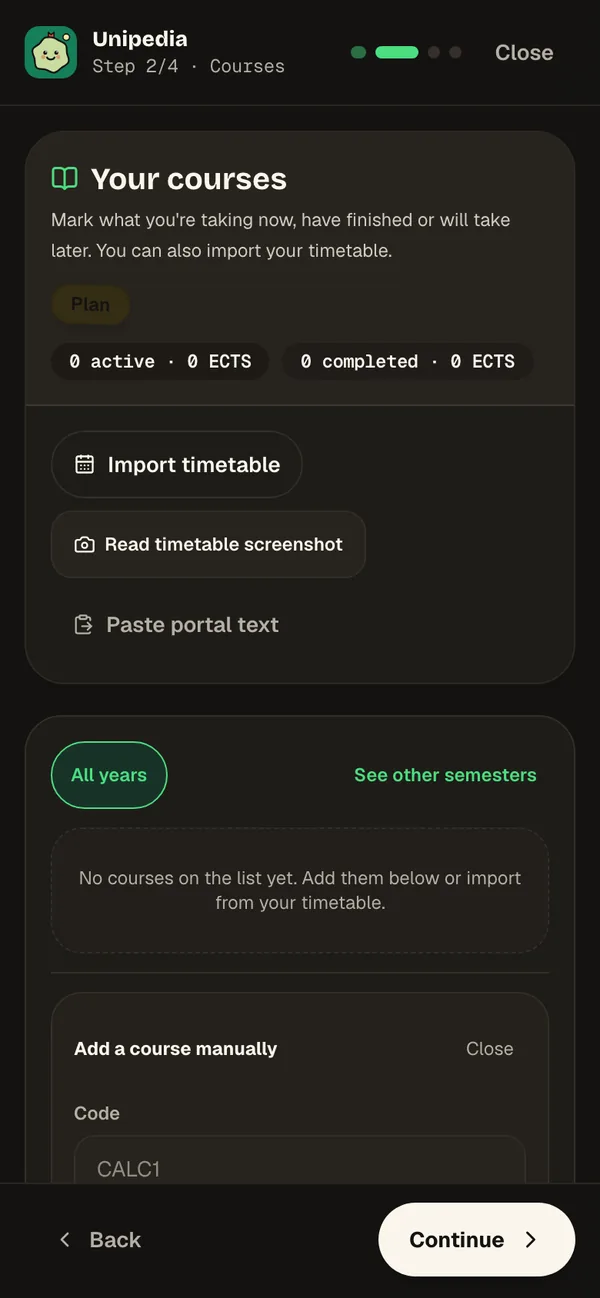 Unipedia
Step 2/4 · Courses
Close
Your courses
Mark what you're taking now, have finished or will take
later. You can also import your timetable.
Plan
0 active · 0 ECTS
0 completed · 0 ECTS
Import timetable
Read timetable screenshot
Paste portal text
All years
See other semesters
No courses on the list yet. Add them below or import
from your timetable.
Add a course manually
Close
Code
CALC1
Back
Continue